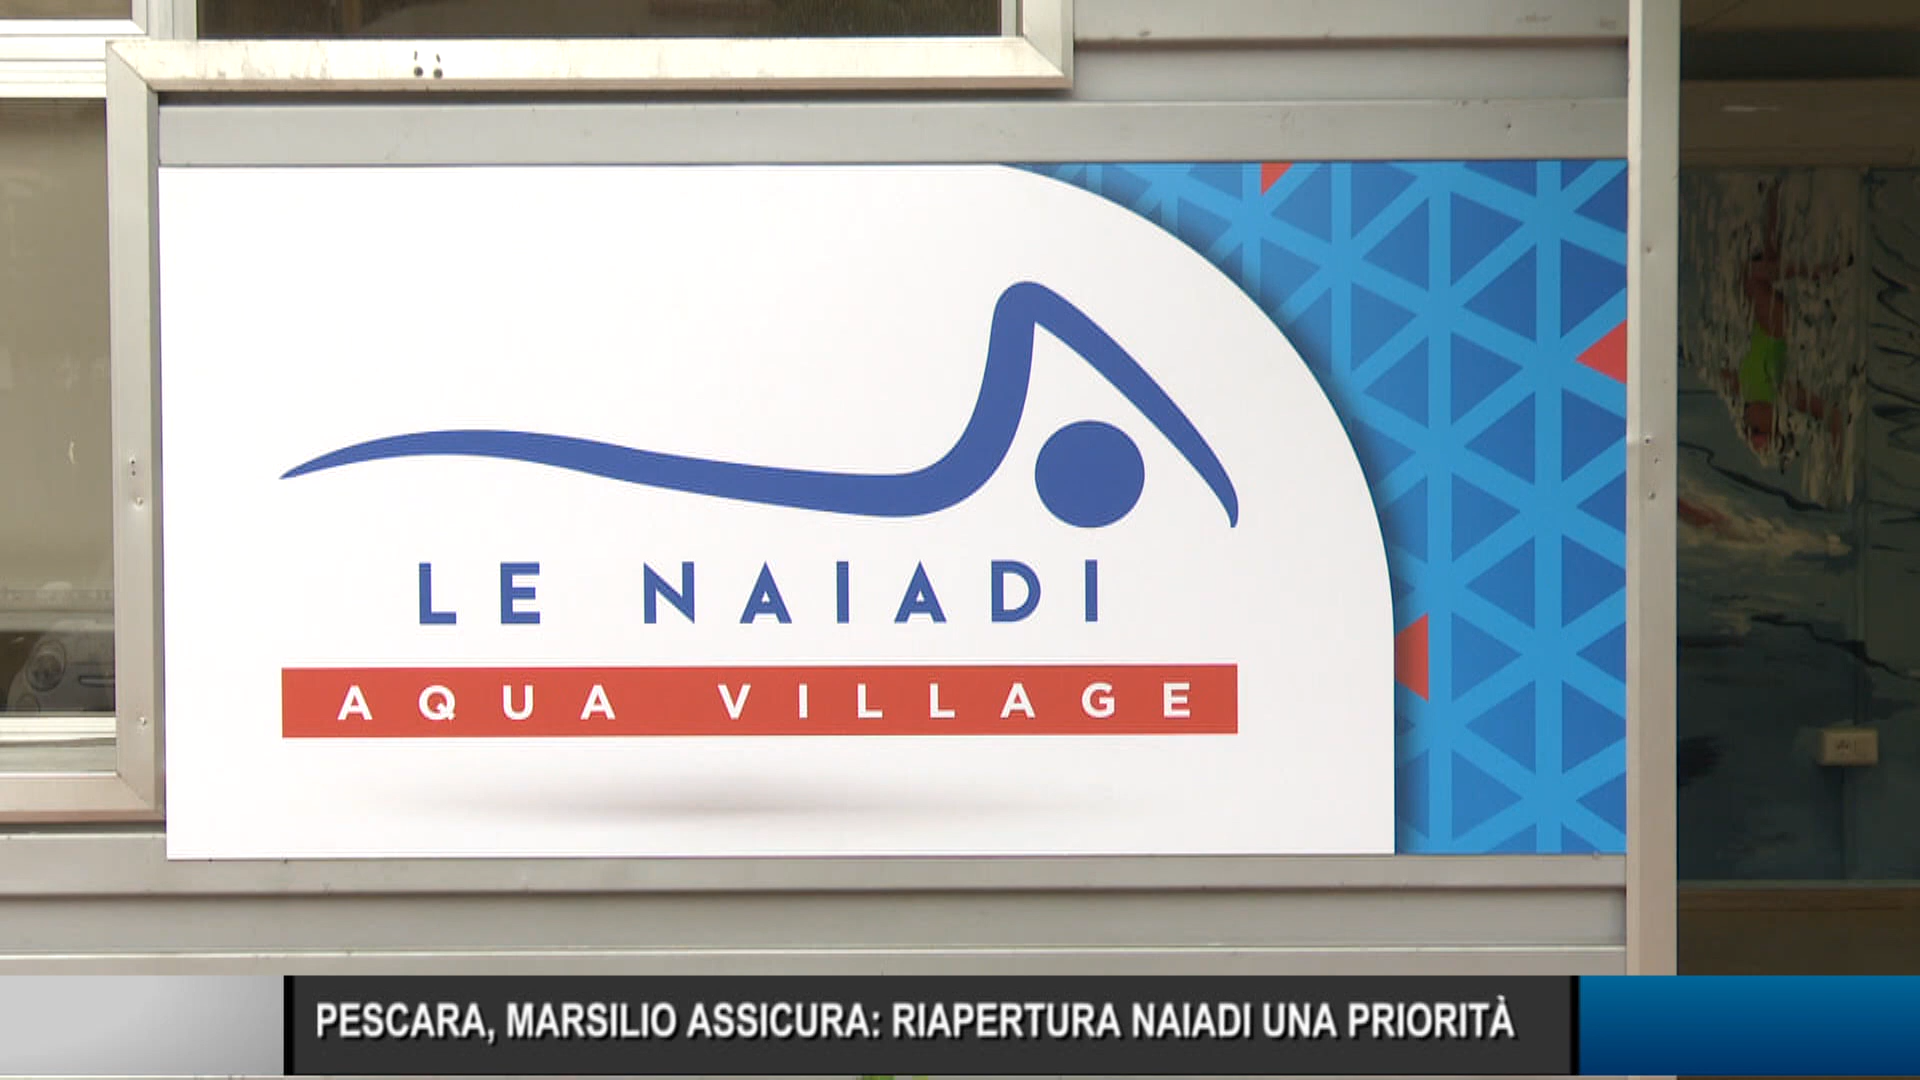 LE NAIADI
AQUA VILLAGE
PESCARA, MARSILIO ASSICURA: RIAPERTURA NAIADI UNA PRIORITÀ